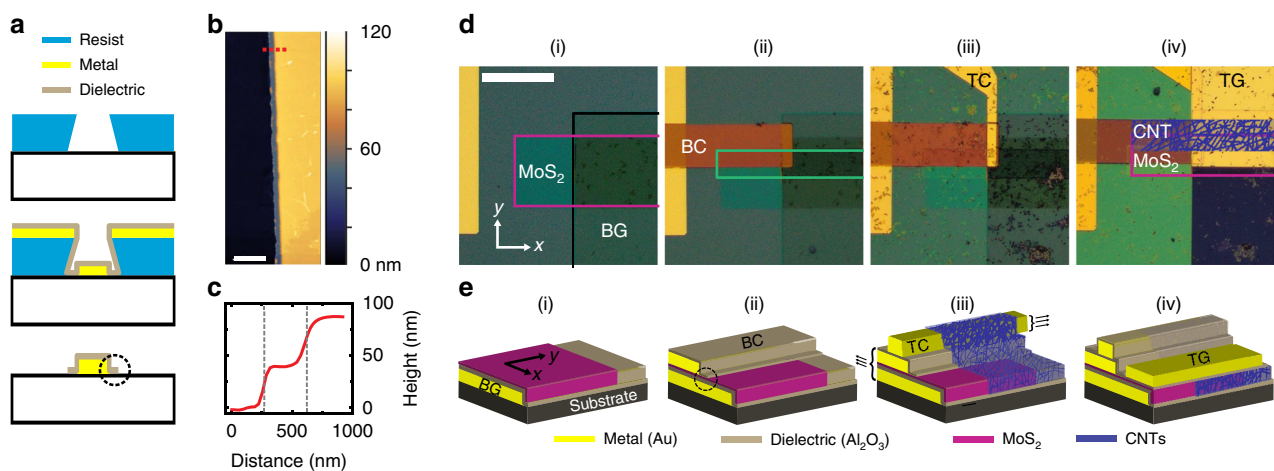 a
Resist
Metal
Dielectric
b
120
60
0 nm
c
100
50
0
Height (nm)
0
500
1000
Distance (nm)
d
(i)
(ii)
(iii)
(iv)
MoS₂
BG
y
x
BC
TC
TG
CNT
MoS₂
e
(i)
(ii)
(iii)
(iv)
BG
y
x
Substrate
BC
TC
TG
Metal (Au)
Dielectric (Al₂O₃)
MoS₂
CNTs